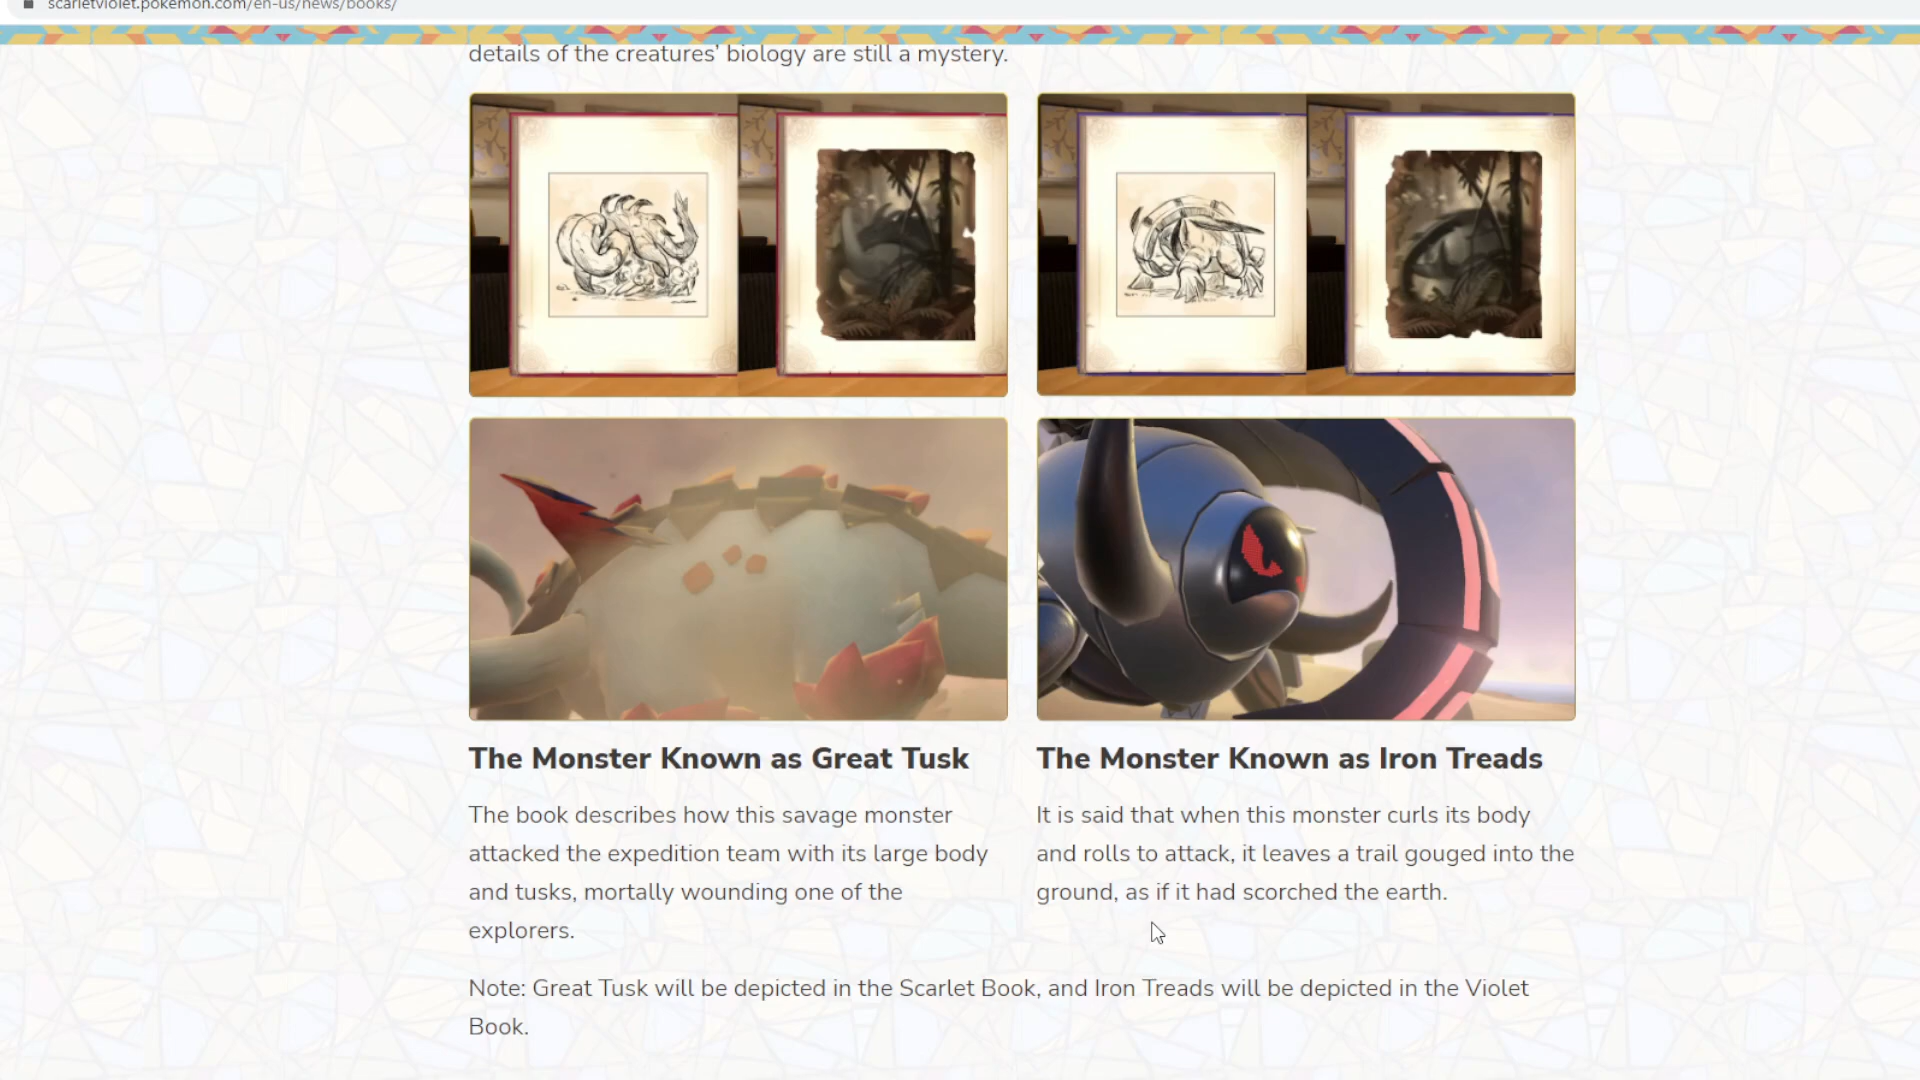 scarletviolet.pokemon.com/en-us/news/books/
details of the creatures’ biology are still a mystery.
The Monster Known as Great Tusk
The book describes how this savage monster
attacked the expedition team with its large body
and tusks, mortally wounding one of the
explorers.
The Monster Known as Iron Treads
It is said that when this monster curls its body
and rolls to attack, it leaves a trail gouged into the
ground, as if it had scorched the earth.
Note: Great Tusk will be depicted in the Scarlet Book, and Iron Treads will be depicted in the Violet
Book.